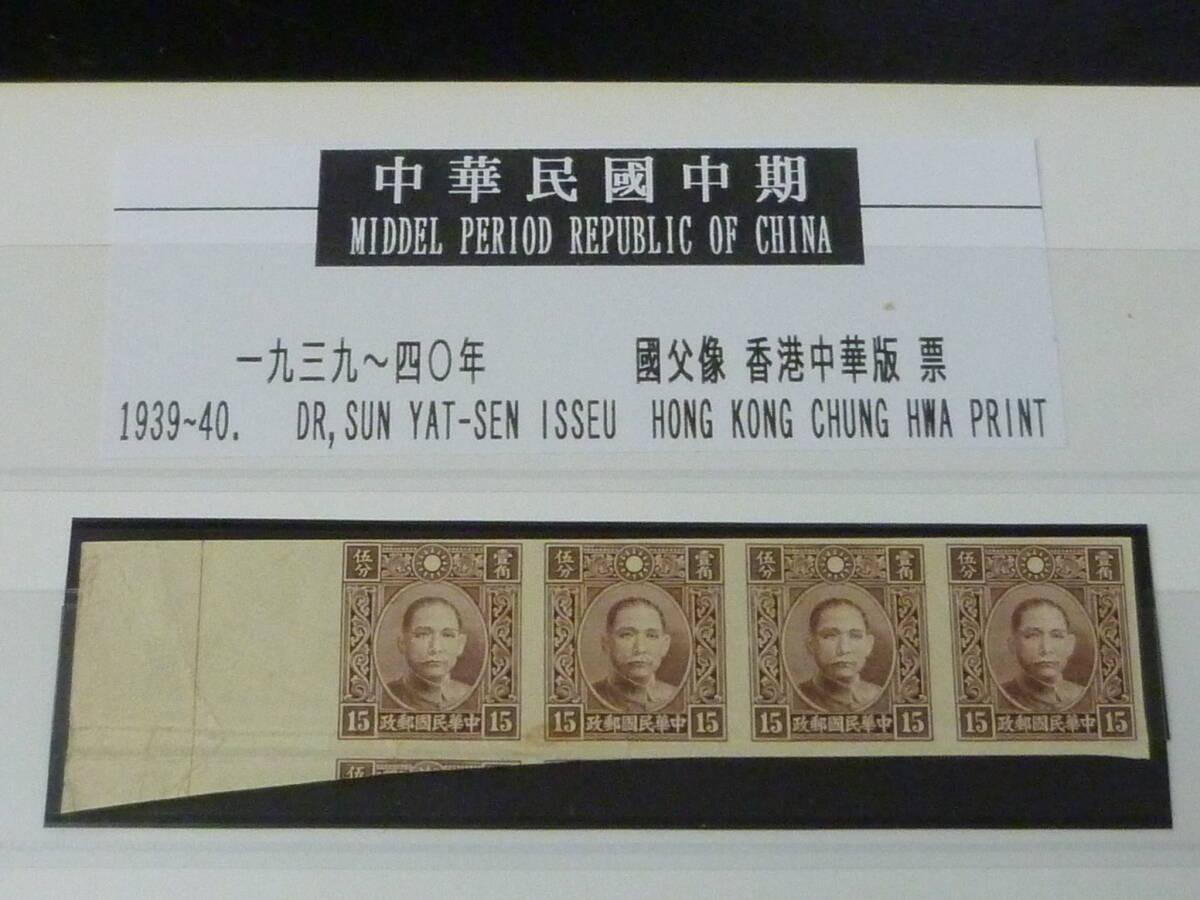 中華民國中期
MIDDEL PERIOD REPUBLIC OF CHINA
一九三九～四〇年 國父像 香港中華版 票
1939~40. DR, SUN YAT-SEN ISSEU HONG KONG CHUNG HWA PRINT
伍分 壹角 伍分 壹角 伍分 壹角 伍分 壹角
15 政郵國民華中 15 15 政郵國民華中 15 15 政郵國民華中 15 15 政郵國民華中 15